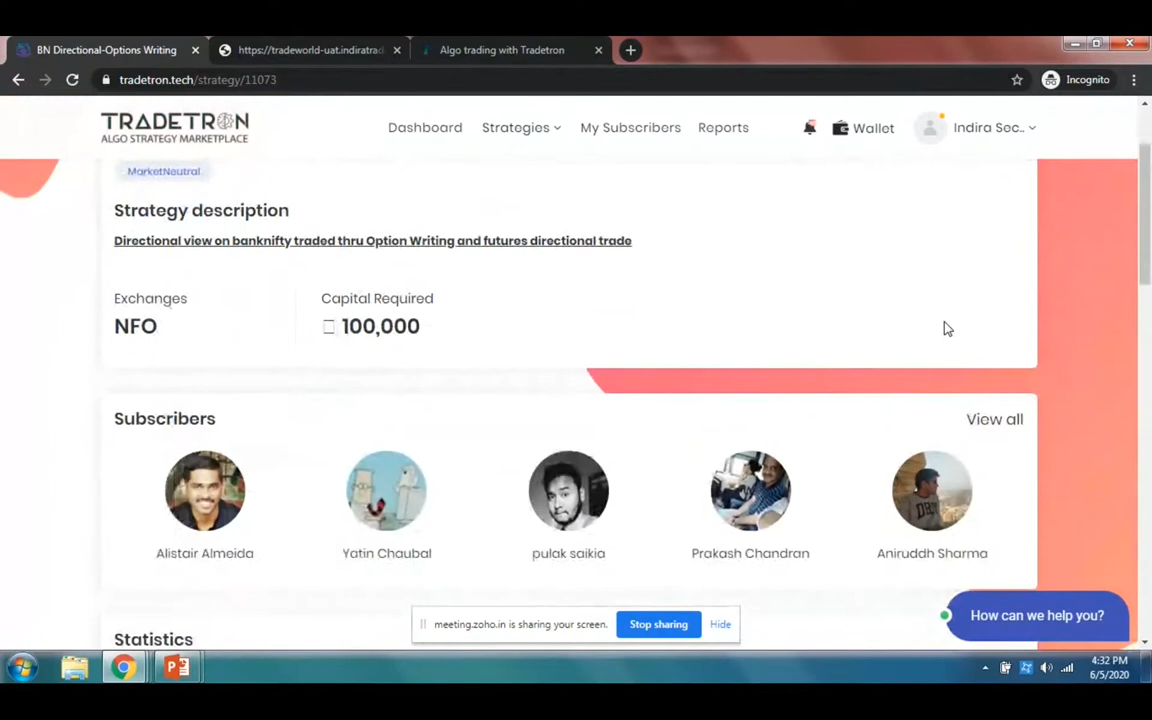 BN Directional-Options Writing
https://tradeworld-uat.indiratrad
Algo trading with Tradetron
tradetron.tech/strategy/11073
Incognito
TRADETRON
ALGO STRATEGY MARKETPLACE
Dashboard
Strategies
My Subscribers
Reports
Wallet
Indira Sec..
MarketNeutral
Strategy description
Directional view on banknifty traded thru Option Writing and futures directional trade
Exchanges
Capital Required
NFO
100,000
Subscribers
View all
Alistair Almeida
Yatin Chaubal
pulak saikia
Prakash Chandran
Aniruddh Sharma
How can we help you?
meeting.zoho.in is sharing your screen.
Stop sharing
Hide
Statistics
4:32 PM
6/5/2020